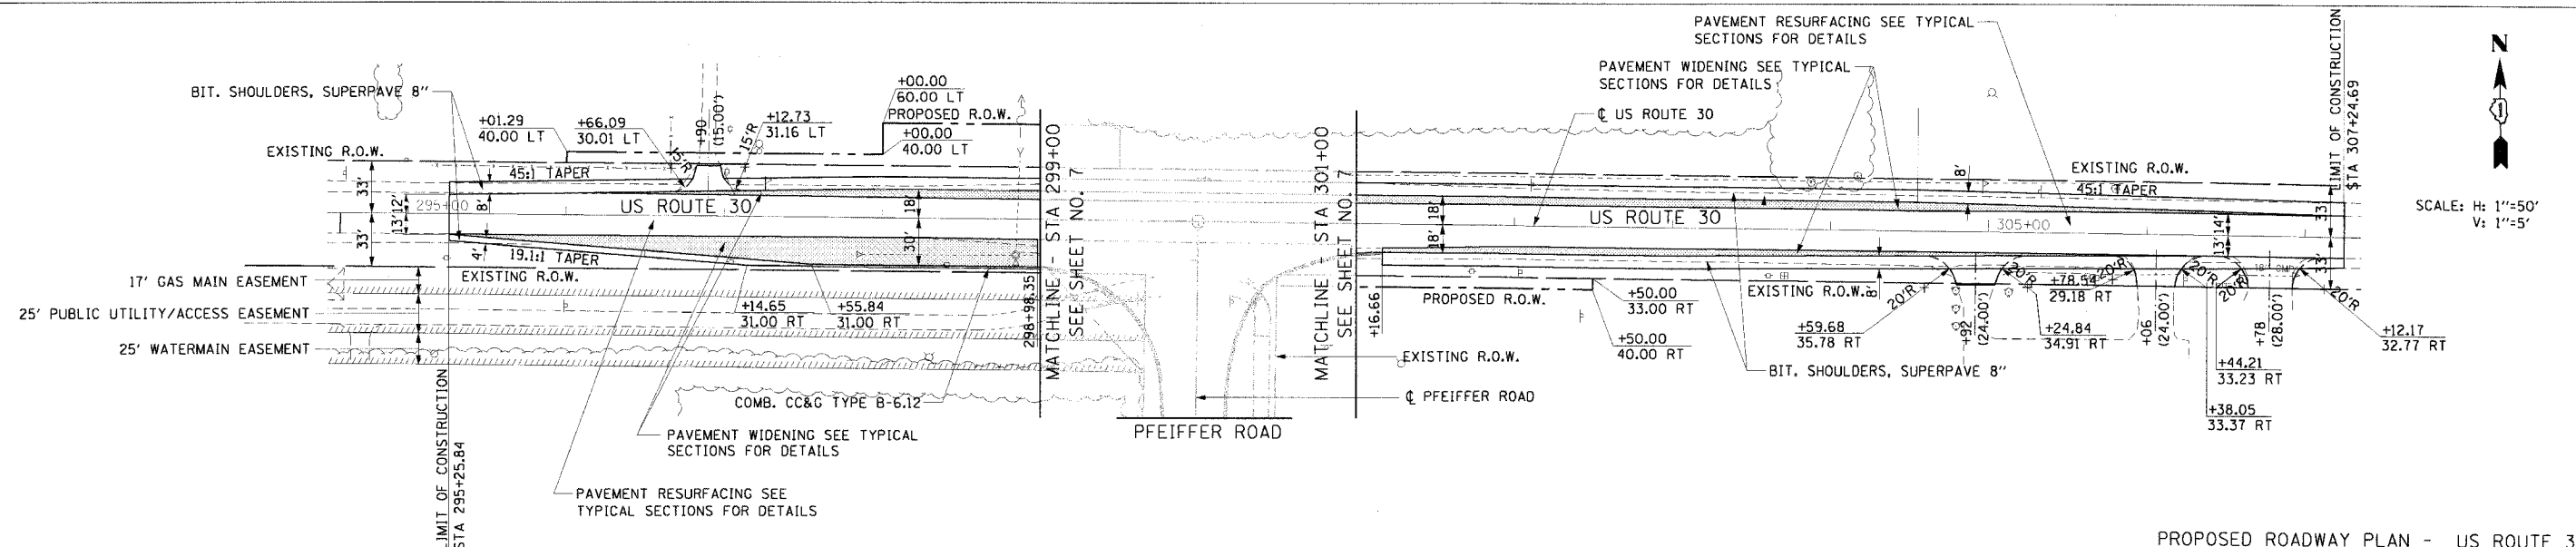 PAVEMENT RESURFACING SEE TYPICAL
SECTIONS FOR DETAILS
LIMIT OF CONSTRUCTION
STA 307+24.69
N
1
PAVEMENT WIDENING SEE TYPICAL
SECTIONS FOR DETAILS
BIT. SHOULDERS, SUPERPAVE 8"
+00.00
60.00 LT
PROPOSED R.O.W.
+00.00
40.00 LT
+01.29
40.00 LT
+66.09
30.01 LT
+90
(15.00')
+12.73
31.16 LT
15'R
15'R
℄ US ROUTE 30
EXISTING R.O.W.
45:1 TAPER
MATCHLINE - STA 299+00
SEE SHEET NO. 7
MATCHLINE - STA 301+00
SEE SHEET NO. 7
EXISTING R.O.W.
45:1 TAPER
8'
33'
33'
12'
13'
295+00
8'
US ROUTE 30
18'
30'
18'
18'
US ROUTE 30
305+00
14'
13'
33'
33'
SCALE: H: 1"=50'
V: 1"=5'
4'
19.1:1 TAPER
EXISTING R.O.W.
17' GAS MAIN EASEMENT
25' PUBLIC UTILITY/ACCESS EASEMENT
25' WATERMAIN EASEMENT
+14.65
31.00 RT
+55.84
31.00 RT
298+98.35
+16.66
PROPOSED R.O.W.
+50.00
33.00 RT
+50.00
40.00 RT
EXISTING R.O.W.
8'
20'R
20'R
+78.54
29.18 RT
20'R
20'R
20'R
20'R
+59.68
35.78 RT
+92
(24.00')
+24.84
34.91 RT
+06
(24.00')
+78
(28.00')
+12.17
32.77 RT
+44.21
33.23 RT
+38.05
33.37 RT
EXISTING R.O.W.
BIT. SHOULDERS, SUPERPAVE 8"
COMB. CC&G TYPE B-6.12
℄ PFEIFFER ROAD
PFEIFFER ROAD
PAVEMENT WIDENING SEE TYPICAL
SECTIONS FOR DETAILS
PAVEMENT RESURFACING SEE
TYPICAL SECTIONS FOR DETAILS
LIMIT OF CONSTRUCTION
STA 295+25.84
PROPOSED ROADWAY PLAN - US ROUTE 3